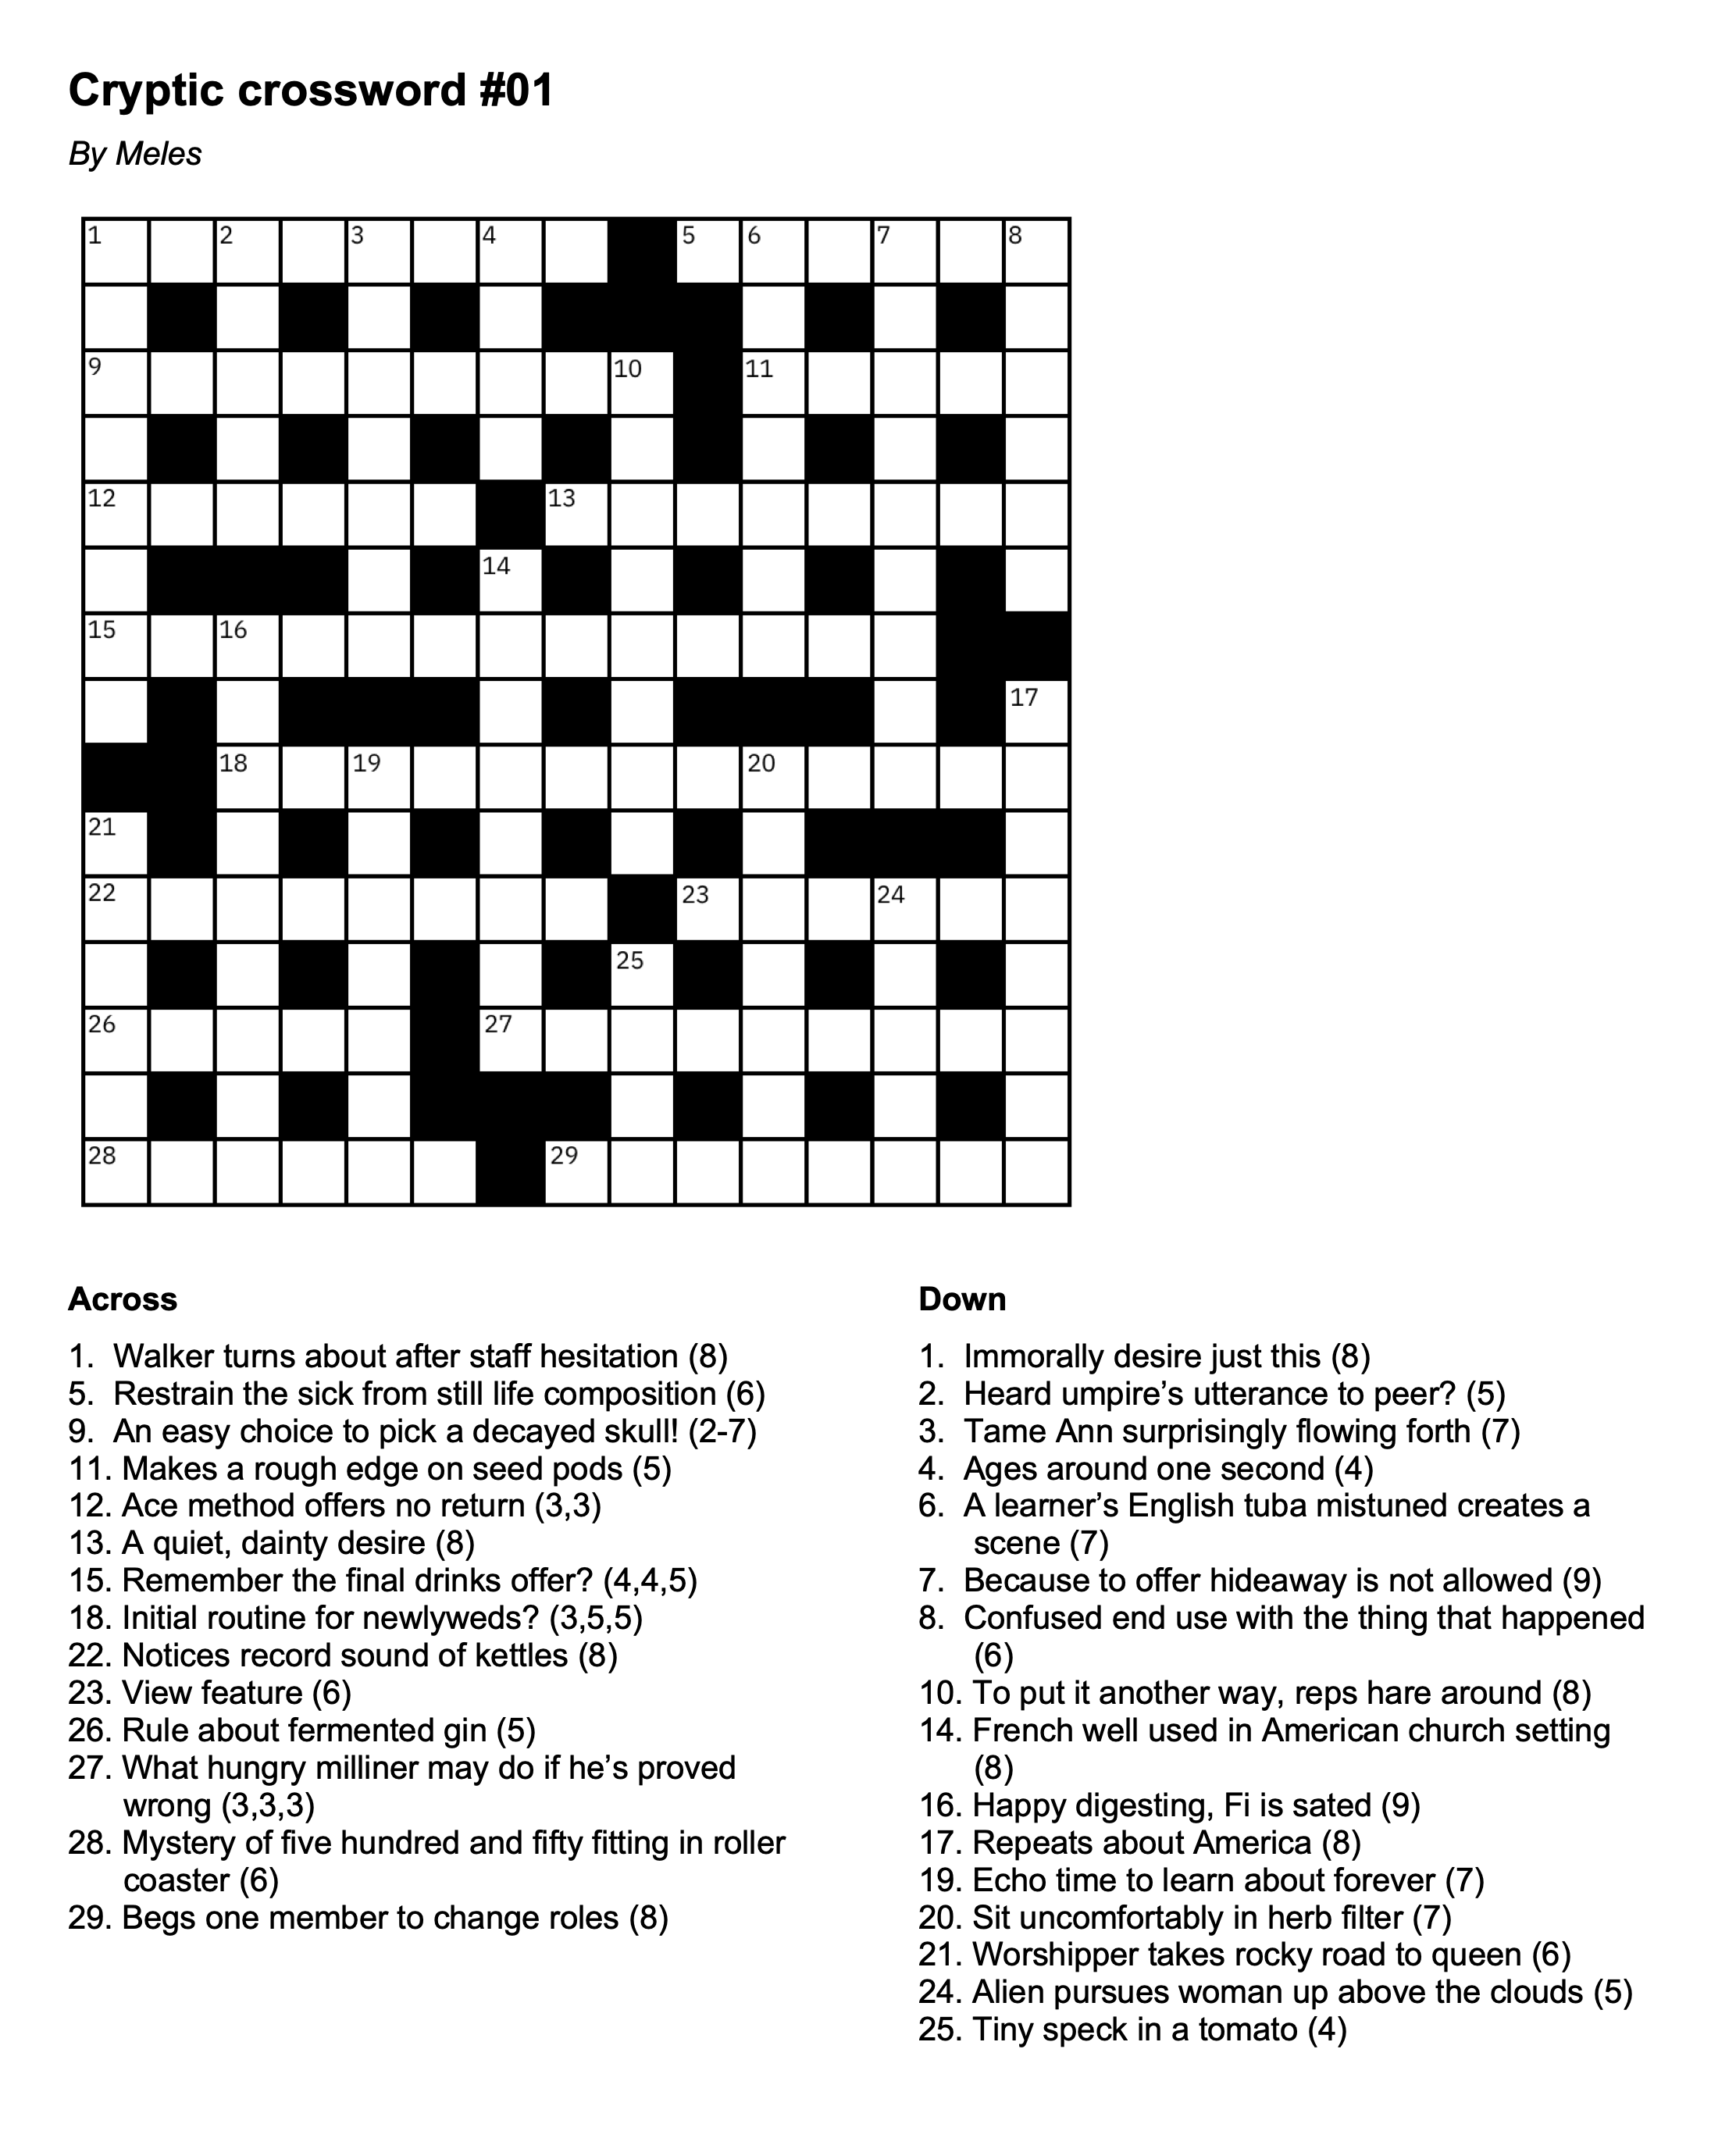 Cryptic crossword #01
By Meles
1 2 3 4 5 6 7 8
9 10 11
12 13
14
15 16
17
18 19 20
21
22 23 24
25
26 27
28 29
Across
1. Walker turns about after staff hesitation (8)
5. Restrain the sick from still life composition (6)
9. An easy choice to pick a decayed skull! (2-7)
11. Makes a rough edge on seed pods (5)
12. Ace method offers no return (3,3)
13. A quiet, dainty desire (8)
15. Remember the final drinks offer? (4,4,5)
18. Initial routine for newlyweds? (3,5,5)
22. Notices record sound of kettles (8)
23. View feature (6)
26. Rule about fermented gin (5)
27. What hungry milliner may do if he’s proved
wrong (3,3,3)
28. Mystery of five hundred and fifty fitting in roller
coaster (6)
29. Begs one member to change roles (8)
Down
1. Immorally desire just this (8)
2. Heard umpire’s utterance to peer? (5)
3. Tame Ann surprisingly flowing forth (7)
4. Ages around one second (4)
6. A learner’s English tuba mistuned creates a
scene (7)
7. Because to offer hideaway is not allowed (9)
8. Confused end use with the thing that happened
(6)
10. To put it another way, reps hare around (8)
14. French well used in American church setting
(8)
16. Happy digesting, Fi is sated (9)
17. Repeats about America (8)
19. Echo time to learn about forever (7)
20. Sit uncomfortably in herb filter (7)
21. Worshipper takes rocky road to queen (6)
24. Alien pursues woman up above the clouds (5)
25. Tiny speck in a tomato (4)